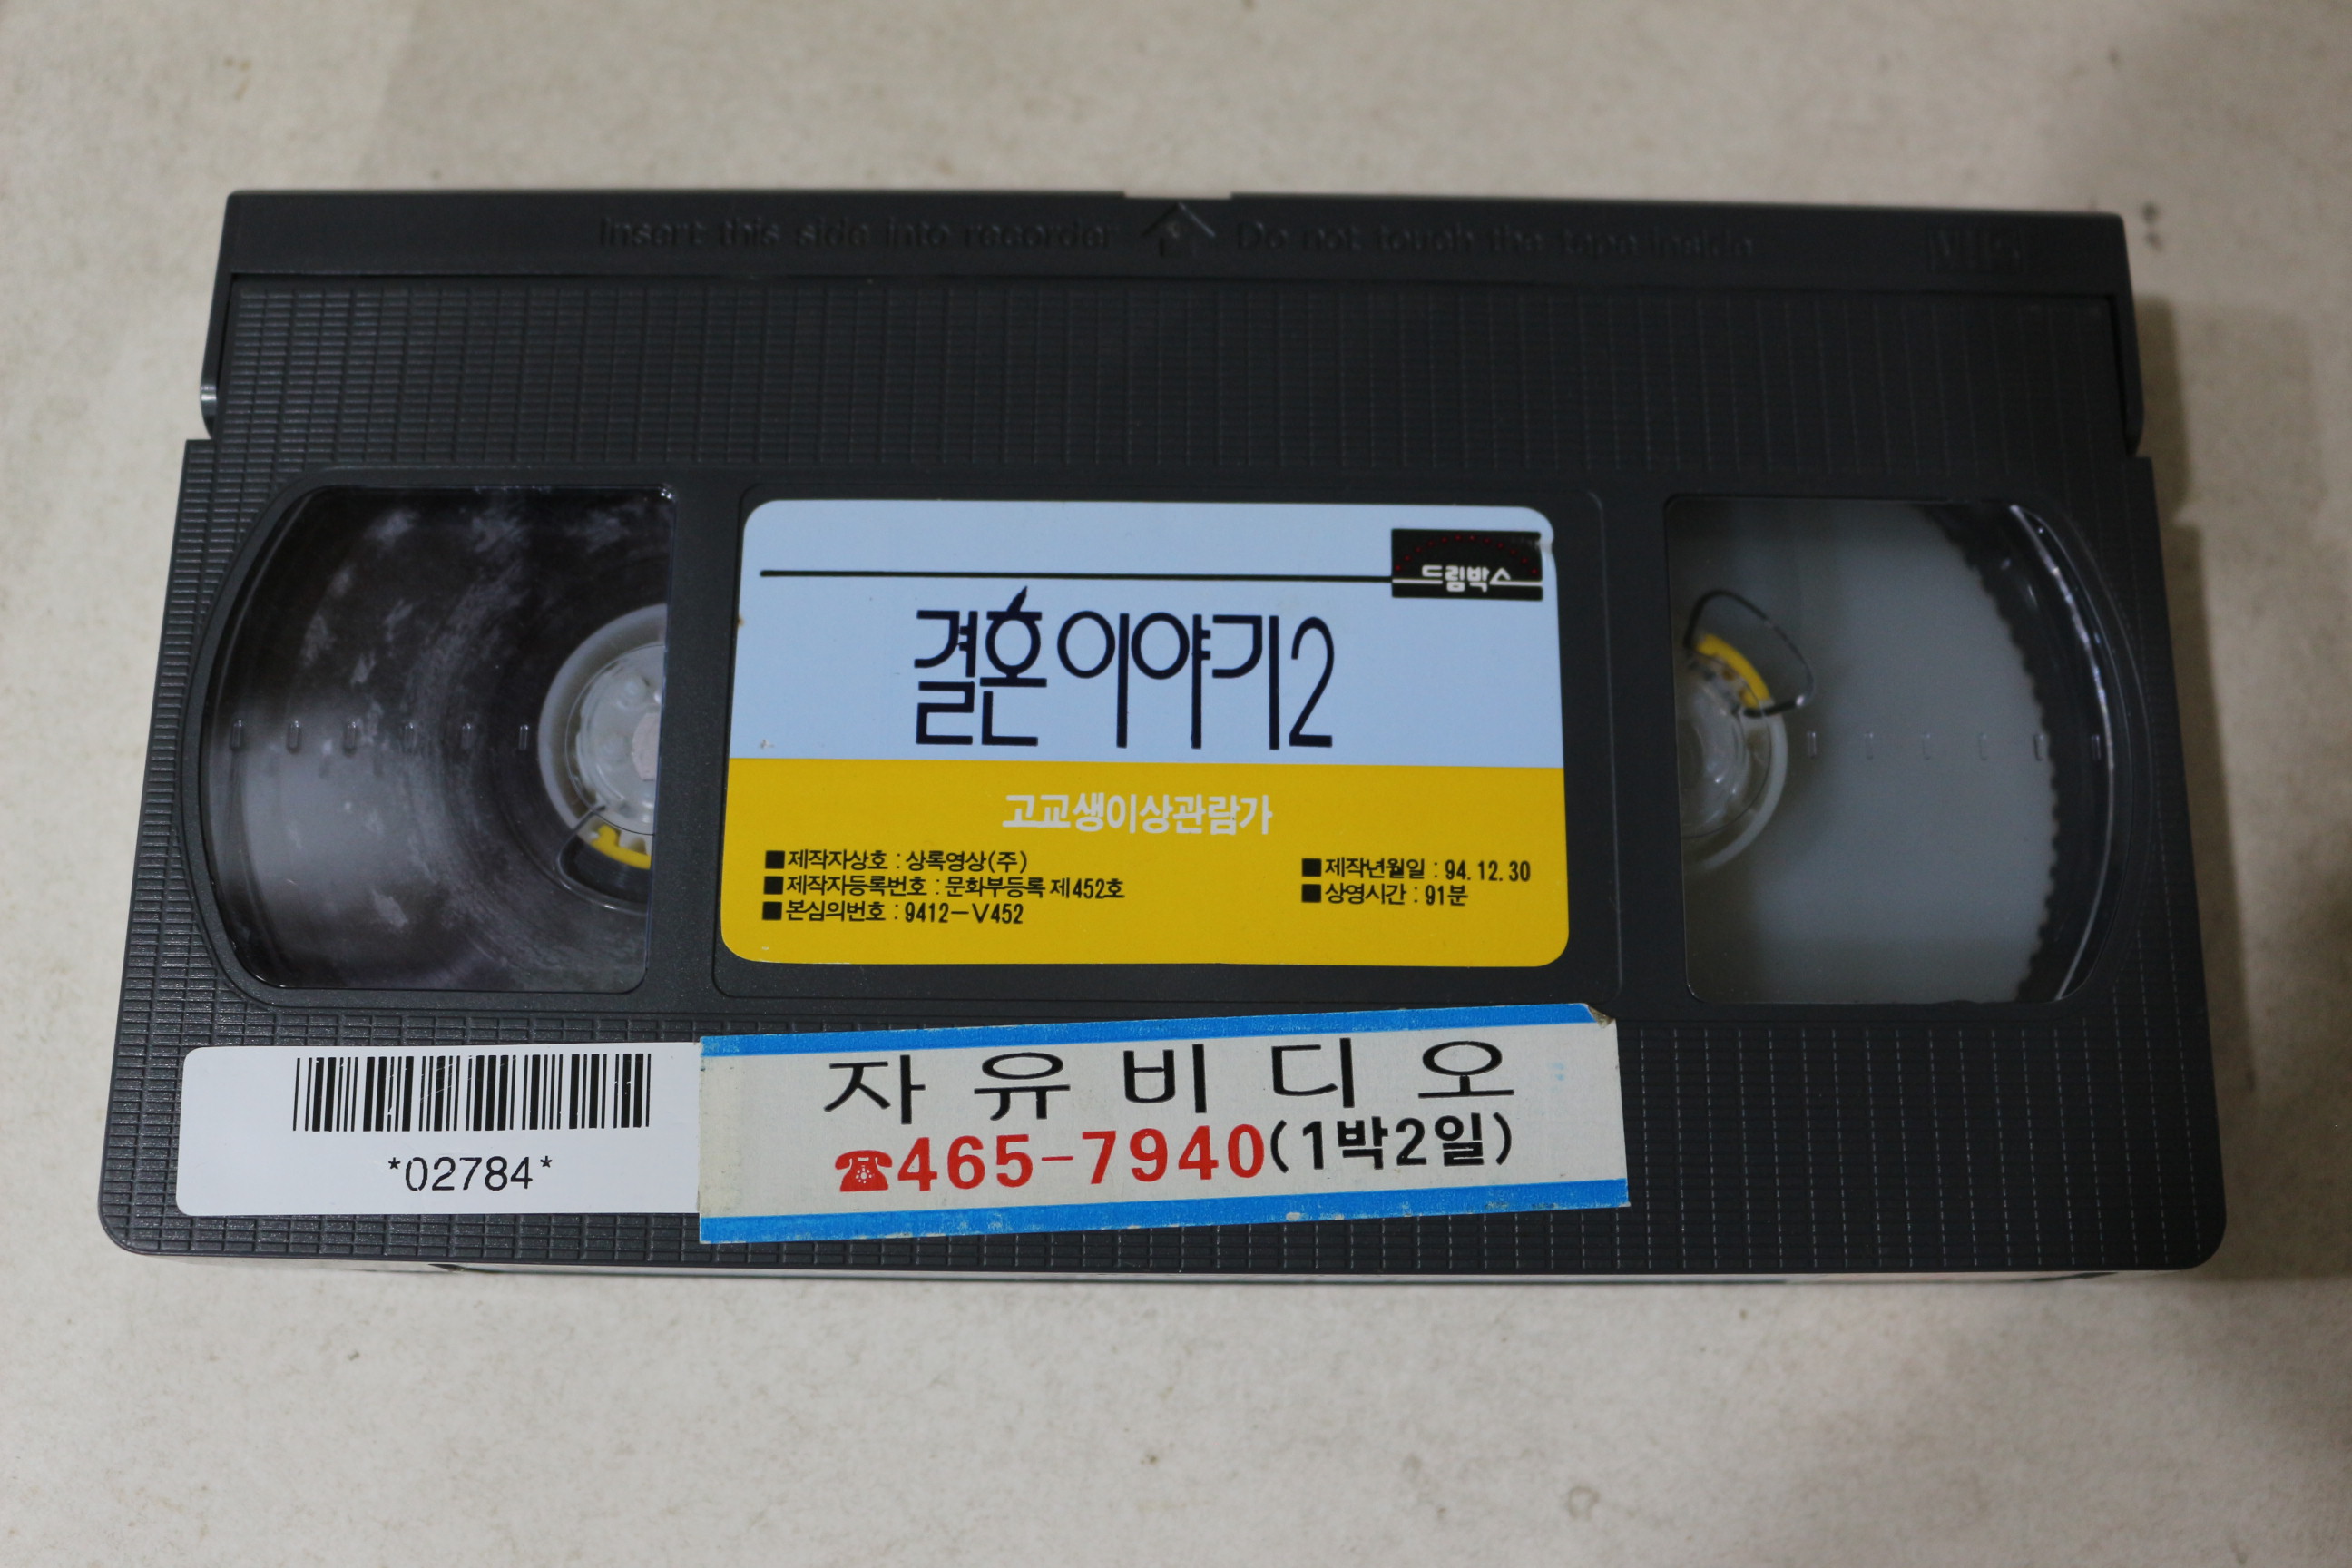 Insert this side into recorder Do not touch the tape inside VHS
드림박스
결혼 이야기2
고교생이상관람가
■제작자상호 : 상록영상(주)
■제작자등록번호 : 문화부등록 제452호
■본심의번호 : 9412-V452
■제작년월일 : 94.12.30
■상영시간 : 91분
*02784*
자유비디오
☎465-7940(1박2일)